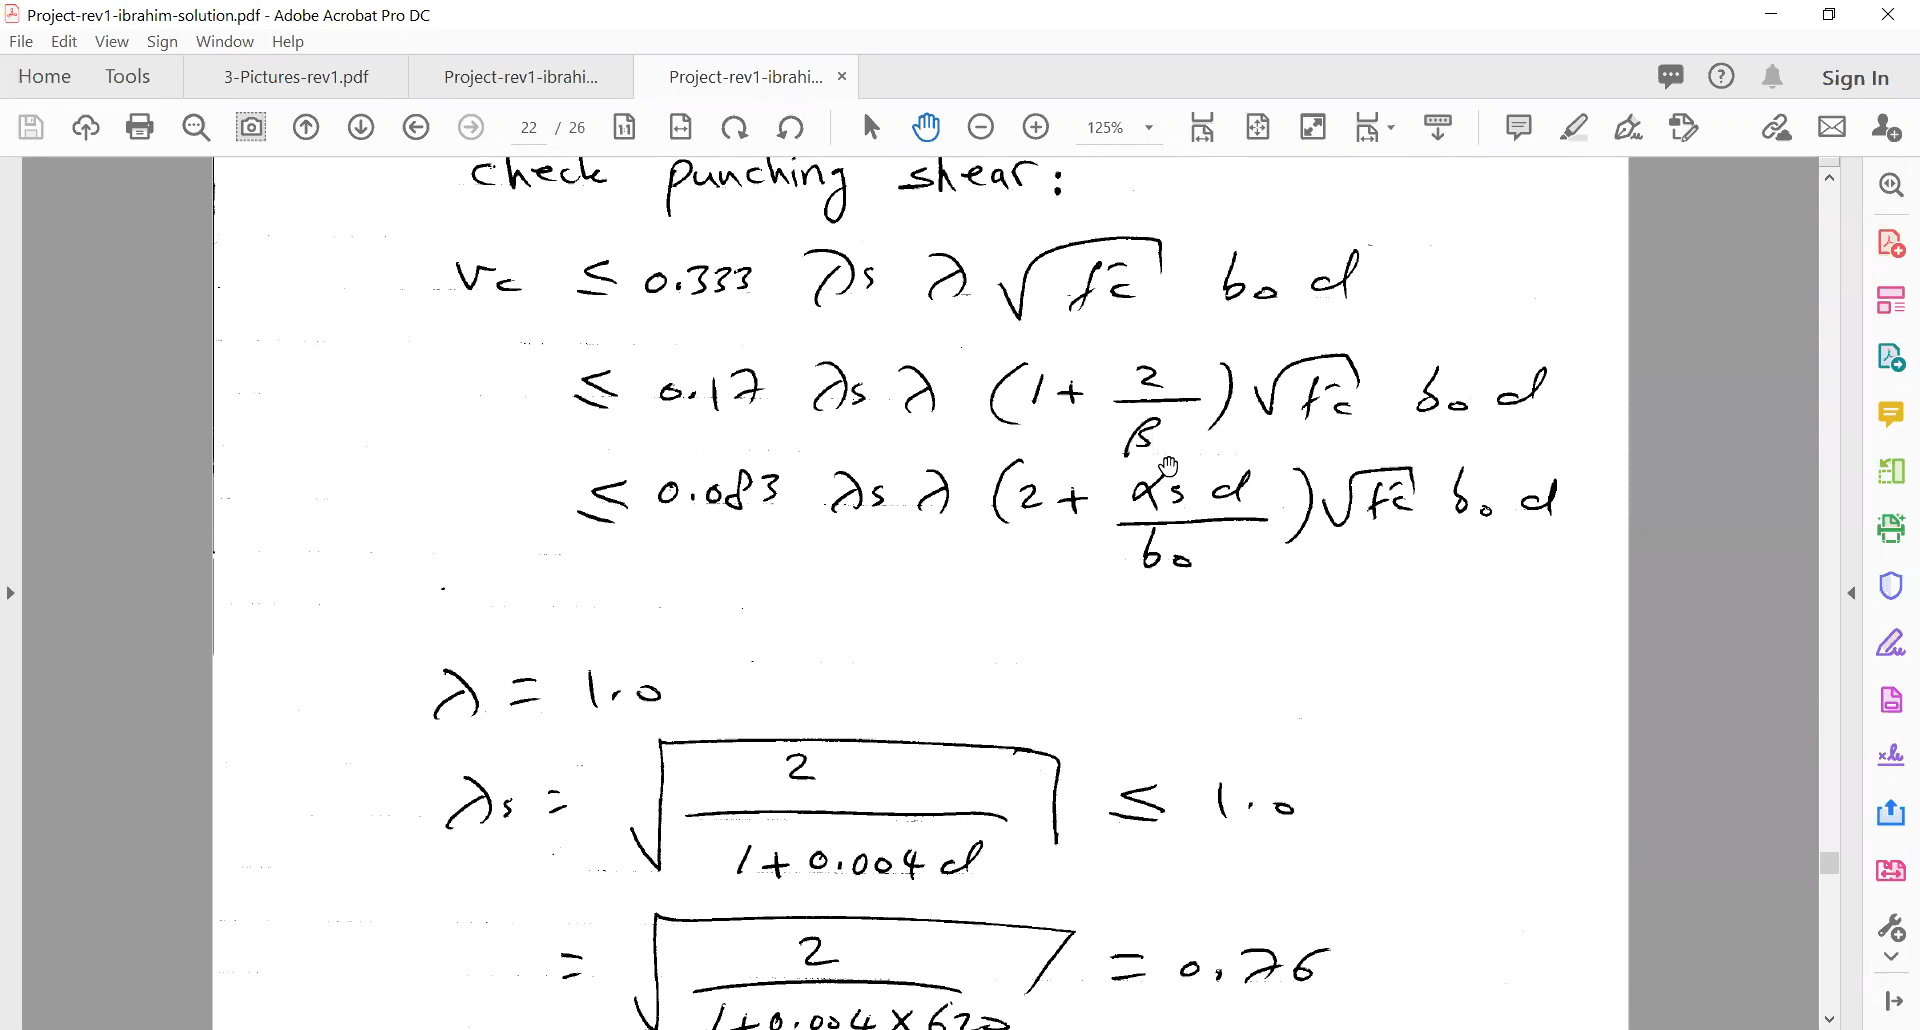 Project-rev1-ibrahim-solution.pdf - Adobe Acrobat Pro DC
File Edit View Sign Window Help
Home Tools 3-Pictures-rev1.pdf Project-rev1-ibrahi... Project-rev1-ibrahi... × Sign In
22 / 26 125%
check punching shear:
Vc ≤ 0.333 λs λ √fc̄ bo d
≤ 0.17 λs λ (1 + 2/β) √fc̄ bo d
≤ 0.083 λs λ (2 + αs d/bo) √fc̄ bo d
λ = 1.0
λs = √(2/(1+0.004d)) ≤ 1.0
= √(2/(1+0.004×620)) = 0.76